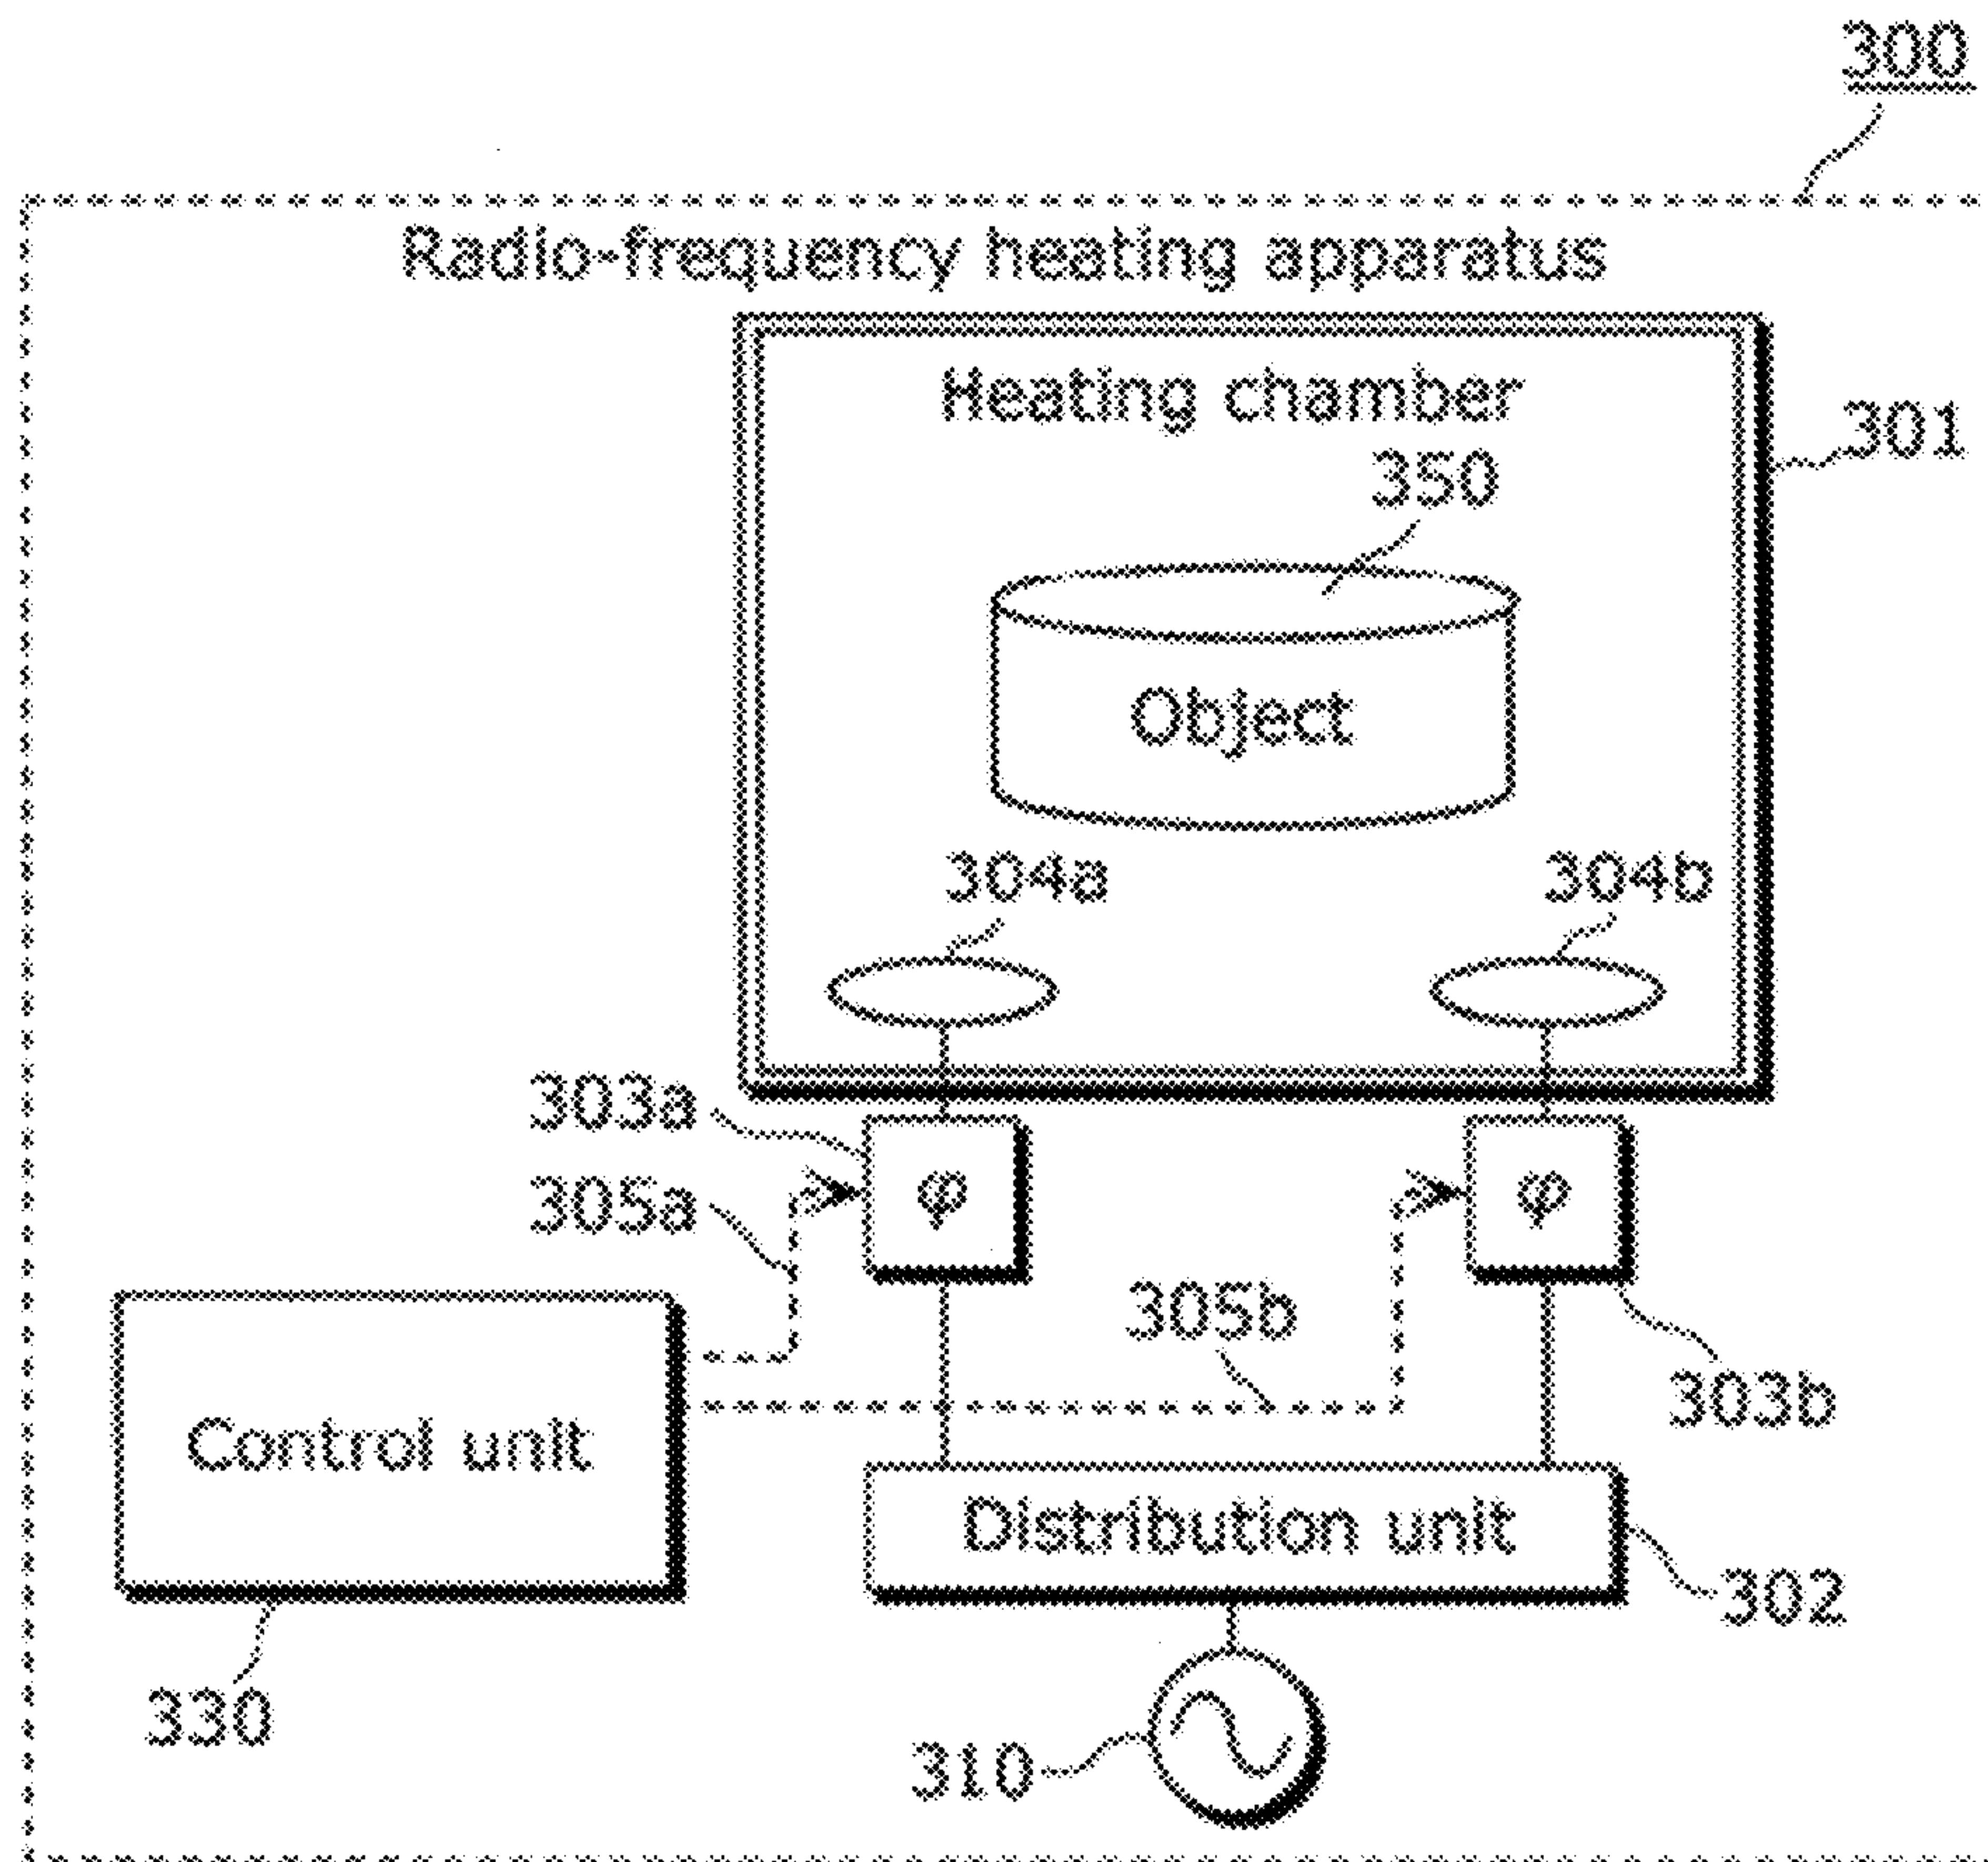 300
Radio-frequency heating apparatus
Heating chamber
301
350
Object
304a
304b
303a
φ
φ
305a
305b
303b
Control unit
Distribution unit
302
330
310